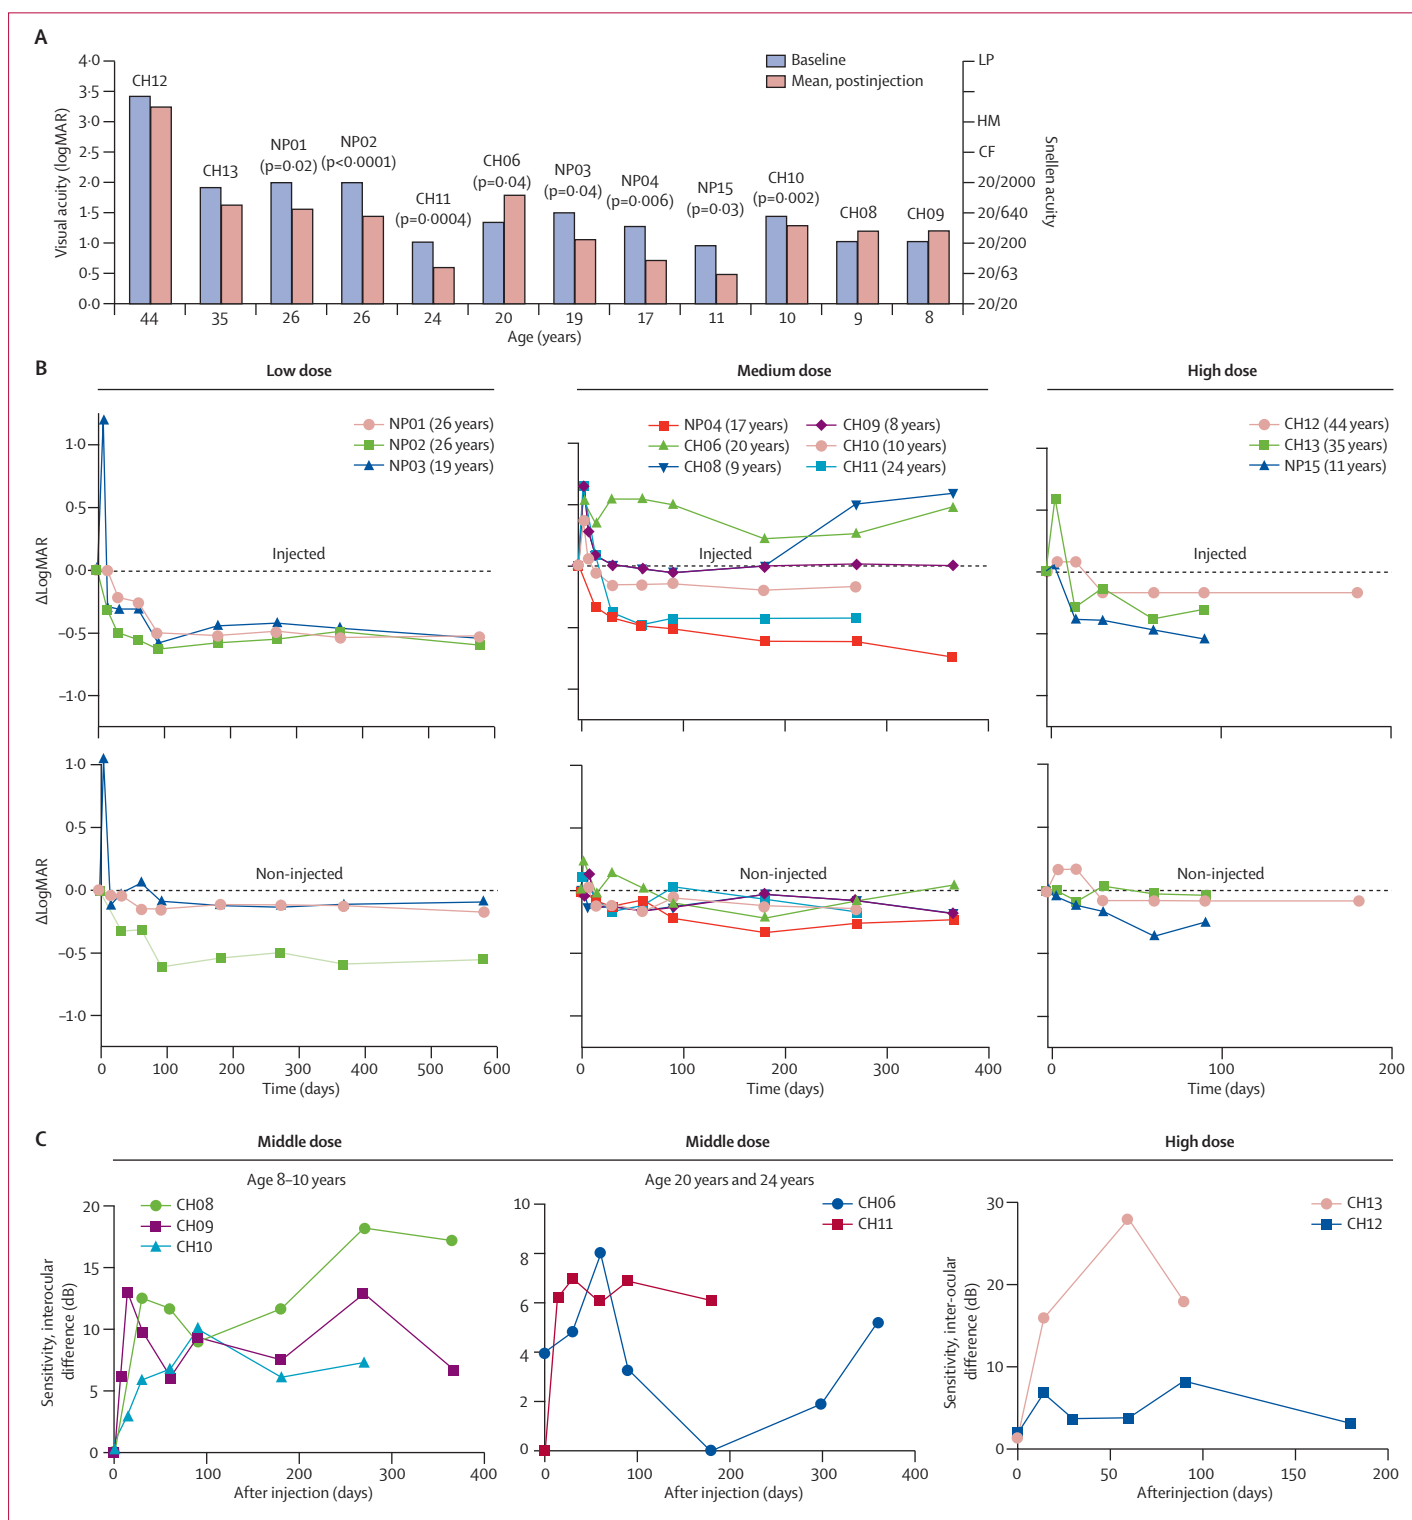 A
4·0
3·5
3·0
2·5
2·0
1·5
1·0
0·5
0·0
Visual acuity (logMAR)
CH12
CH13
NP01
(p=0·02)
NP02
(p<0·0001)
CH11
(p=0·0004)
CH06
(p=0·04)
NP03
(p=0·04)
NP04
(p=0·006)
NP15
(p=0·03)
CH10
(p=0·002)
CH08
CH09
Baseline
Mean, postinjection
LP
HM
CF
20/2000
20/640
20/200
20/63
20/20
Snellen acuity
44 35 26 26 24 20 19 17 11 10 9 8
Age (years)
B
Low dose
Medium dose
High dose
NP01 (26 years)
NP02 (26 years)
NP03 (19 years)
NP04 (17 years)
CH06 (20 years)
CH08 (9 years)
CH09 (8 years)
CH10 (10 years)
CH11 (24 years)
CH12 (44 years)
CH13 (35 years)
NP15 (11 years)
1·0
0·5
0·0
–0·5
–1·0
ΔLogMAR
Injected
Injected
Injected
1·0
0·5
0·0
–0·5
–1·0
ΔLogMAR
Non-injected
Non-injected
Non-injected
0 100 200 300 400 500 600
Time (days)
0 100 200 300 400
Time (days)
0 100 200
Time (days)
C
Middle dose
Middle dose
High dose
Age 8–10 years
Age 20 years and 24 years
CH08
CH09
CH10
20
15
10
5
0
Sensitivity, interocular
difference (dB)
0 100 200 300 400
After injection (days)
CH06
CH11
10
8
6
4
2
0
0 100 200 300 400
After injection (days)
CH13
CH12
30
20
10
0
Sensitivity, inter-ocular
difference (dB)
0 50 100 150 200
Afterinjection (days)